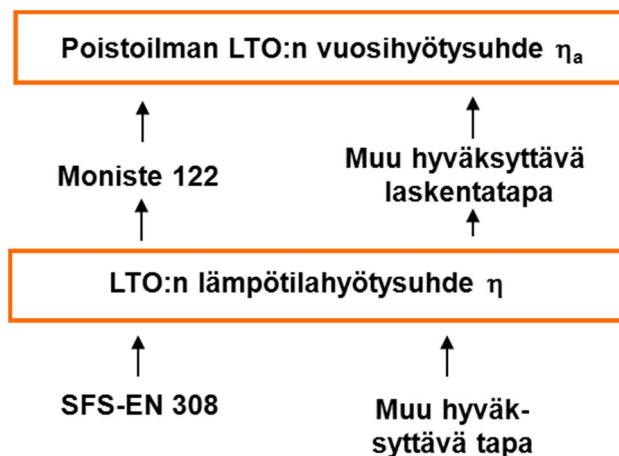 Poistoilman LTO:n vuosihyötysuhde ηa
Moniste 122
Muu hyväksyttävä
laskentatapa
LTO:n lämpötilahyötysuhde η
SFS-EN 308
Muu hyväk-
syttävä tapa